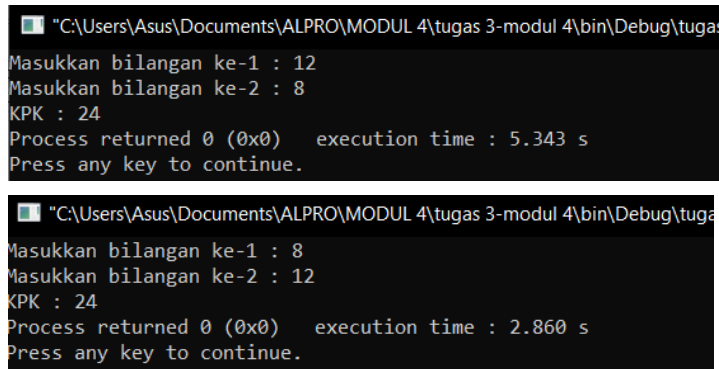 "C:\Users\Asus\Documents\ALPRO\MODUL 4\tugas 3-modul 4\bin\Debug\tugas
Masukkan bilangan ke-1 : 12
Masukkan bilangan ke-2 : 8
KPK : 24
Process returned 0 (0x0)   execution time : 5.343 s
Press any key to continue.
"C:\Users\Asus\Documents\ALPRO\MODUL 4\tugas 3-modul 4\bin\Debug\tuga
Masukkan bilangan ke-1 : 8
Masukkan bilangan ke-2 : 12
KPK : 24
Process returned 0 (0x0)   execution time : 2.860 s
Press any key to continue.